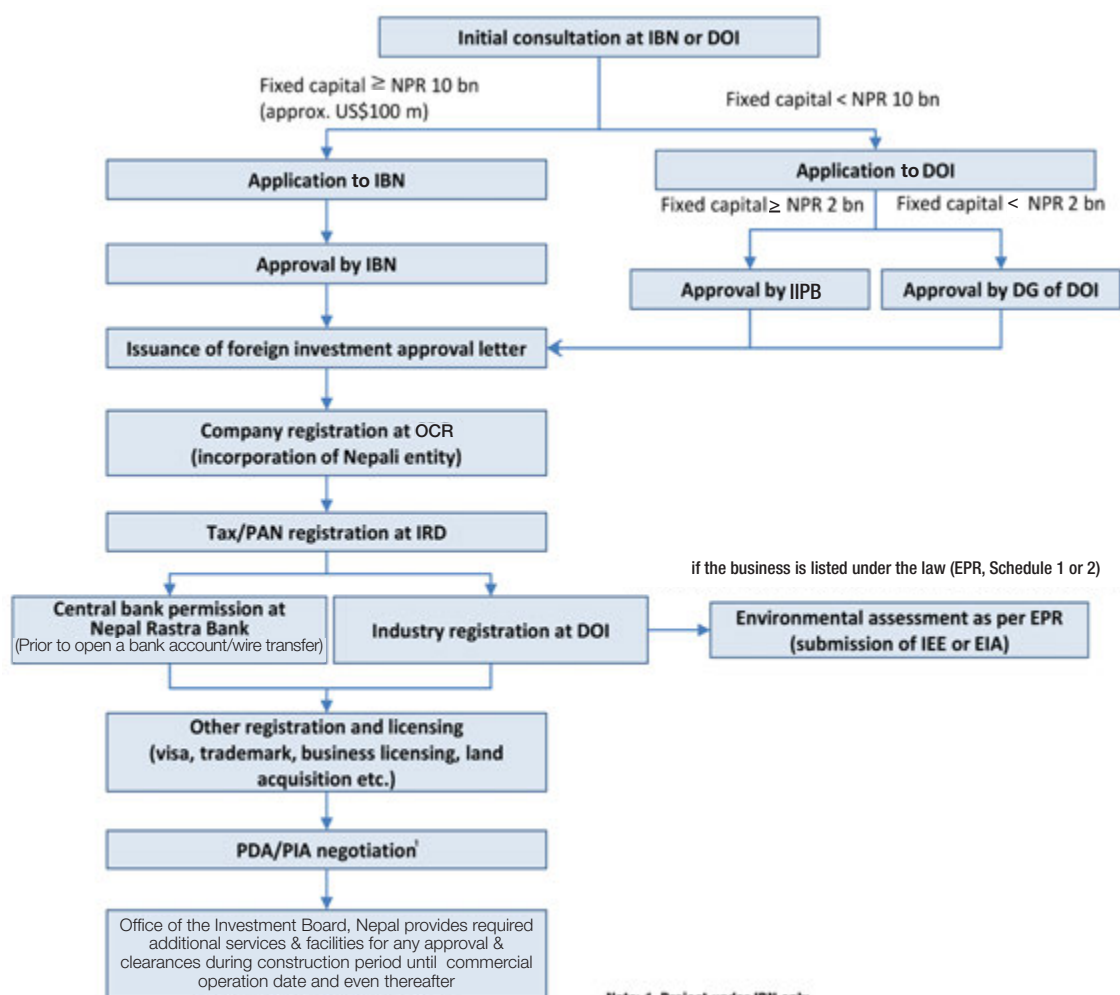 Initial consultation at IBN or DOI
Fixed capital ≥ NPR 10 bn
(approx. US$100 m)
Fixed capital < NPR 10 bn
Application to IBN
Application to DOI
Fixed capital ≥ NPR 2 bn
Fixed capital < NPR 2 bn
Approval by IBN
Approval by IIPB
Approval by DG of DOI
Issuance of foreign investment approval letter
Company registration at OCR
(incorporation of Nepali entity)
Tax/PAN registration at IRD
if the business is listed under the law (EPR, Schedule 1 or 2)
Central bank permission at
Nepal Rastra Bank
(Prior to open a bank account/wire transfer)
Industry registration at DOI
Environmental assessment as per EPR
(submission of IEE or EIA)
Other registration and licensing
(visa, trademark, business licensing, land
acquisition etc.)
PDA/PIA negotiation¹
Office of the Investment Board, Nepal provides required
additional services & facilities for any approval &
clearances during construction period until commercial
operation date and even thereafter
Note: 1. Project under IBN only